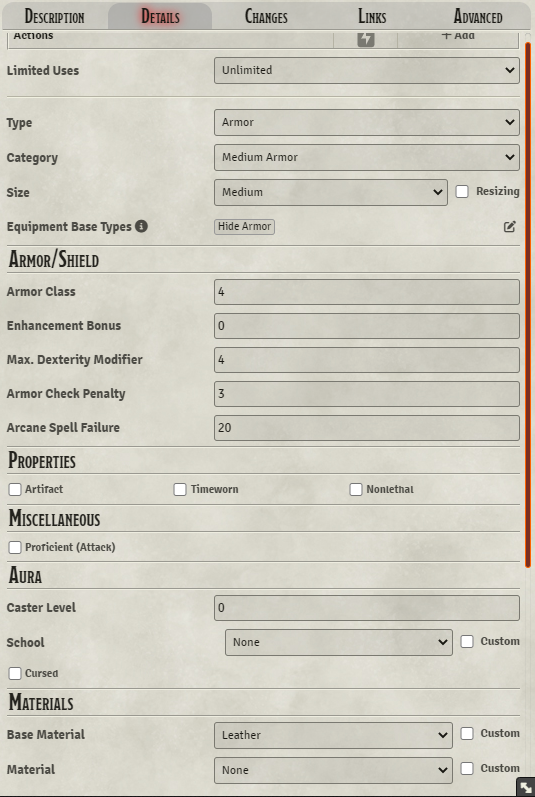 Description Details Changes Links Advanced
Actions + Add
Limited Uses Unlimited
Type Armor
Category Medium Armor
Size Medium Resizing
Equipment Base Types Hide Armor
Armor/Shield
Armor Class 4
Enhancement Bonus 0
Max. Dexterity Modifier 4
Armor Check Penalty 3
Arcane Spell Failure 20
Properties
Artifact Timeworn Nonlethal
Miscellaneous
Proficient (Attack)
Aura
Caster Level 0
School None Custom
Cursed
Materials
Base Material Leather Custom
Material None Custom